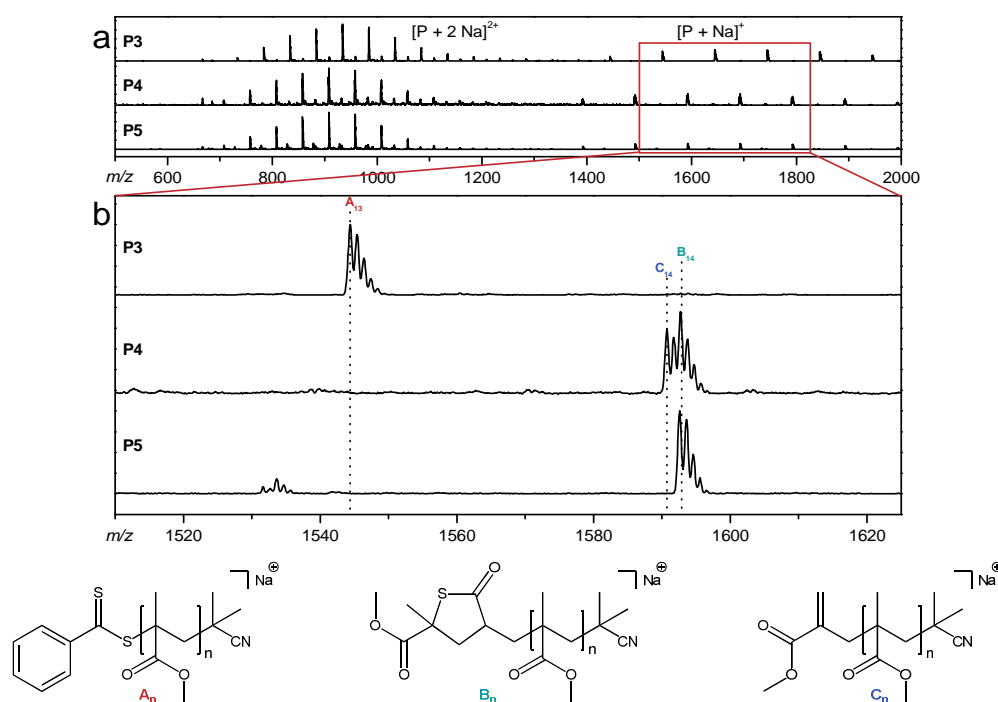 a
[P + 2 Na]²⁺ [P + Na]⁺
P3
P4
P5
m/z 600 800 1000 1200 1400 1600 1800 2000
b
A₁₃
P3
C₁₄ B₁₄
P4
P5
m/z 1520 1540 1560 1580 1600 1620
S S n O O CN Na⊕
Aₙ
O S O O n O O CN Na⊕
Bₙ
O O n O O CN Na⊕
Cₙ